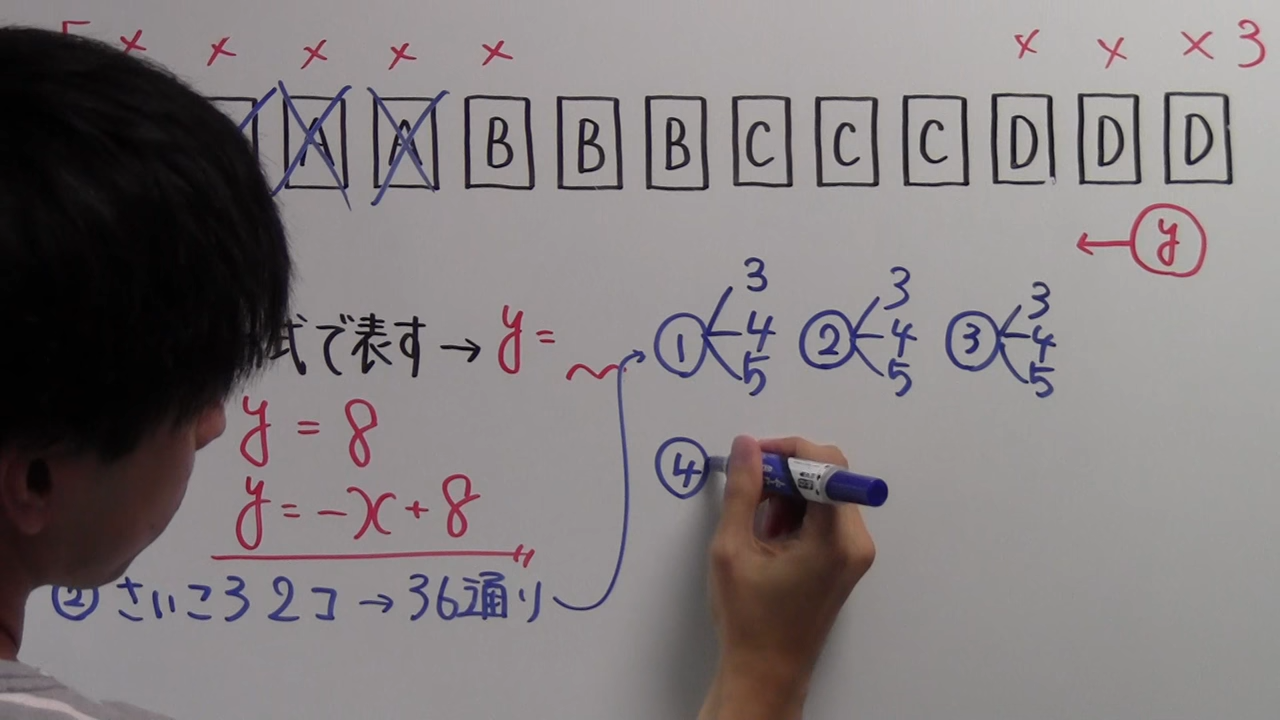 × × × × × × × × 3
A A B B B C C C D D D
← y
式で表す → y =
y = 8
y = -x + 8
② さいころ2コ → 36通り
① 3 4 5 ② 3 4 5 ③ 3 4 5
④